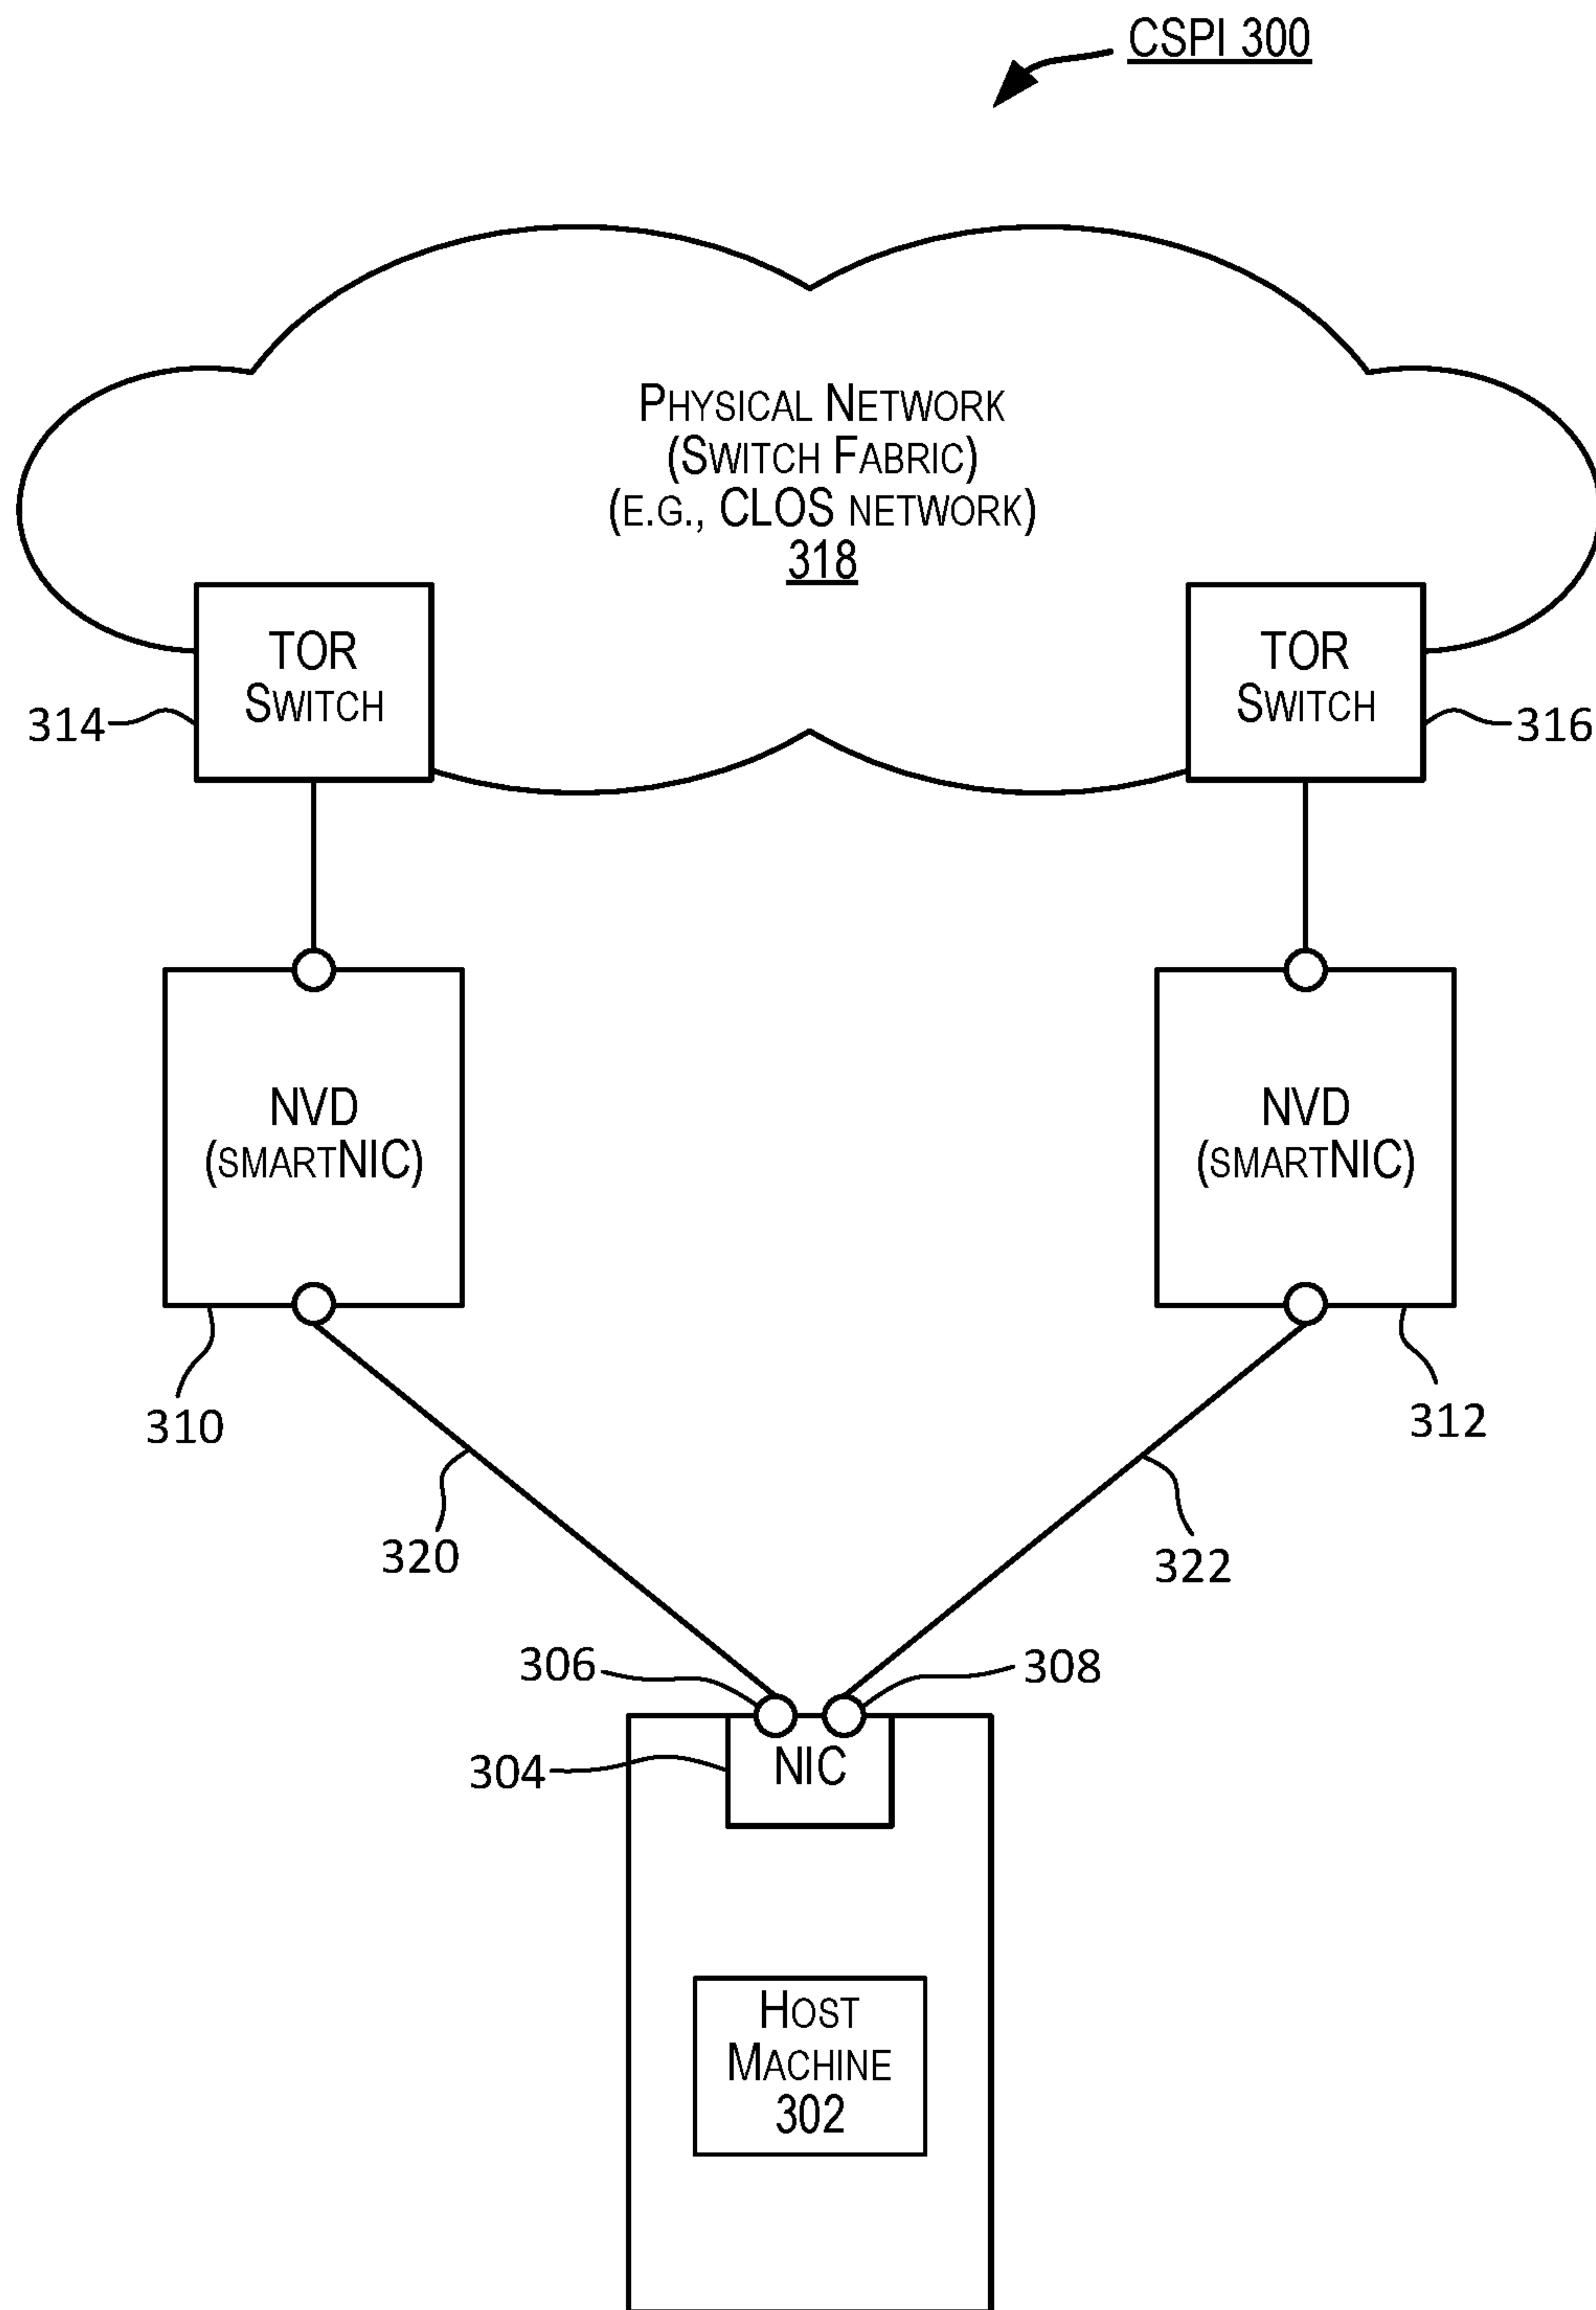 CSPI 300
PHYSICAL NETWORK
(SWITCH FABRIC)
(E.G., CLOS NETWORK)
318
TOR
SWITCH
314
TOR
SWITCH
316
NVD
(SMARTNIC)
310
NVD
(SMARTNIC)
312
320
322
306
308
304
NIC
HOST
MACHINE
302